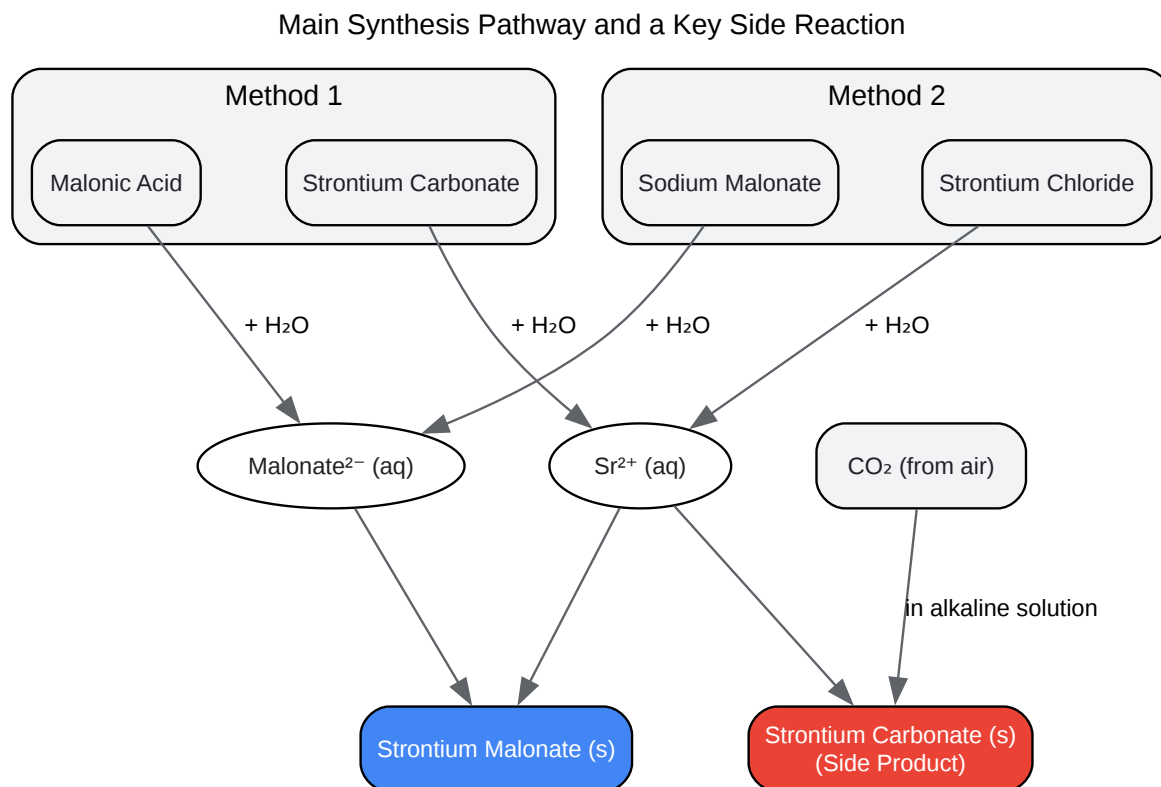 Main Synthesis Pathway and a Key Side Reaction
Method 1
Method 2
Malonic Acid
Strontium Carbonate
Sodium Malonate
Strontium Chloride
+ H₂O
+ H₂O
+ H₂O
+ H₂O
Malonate²⁻ (aq)
Sr²⁺ (aq)
CO₂ (from air)
in alkaline solution
Strontium Malonate (s)
Strontium Carbonate (s)
(Side Product)